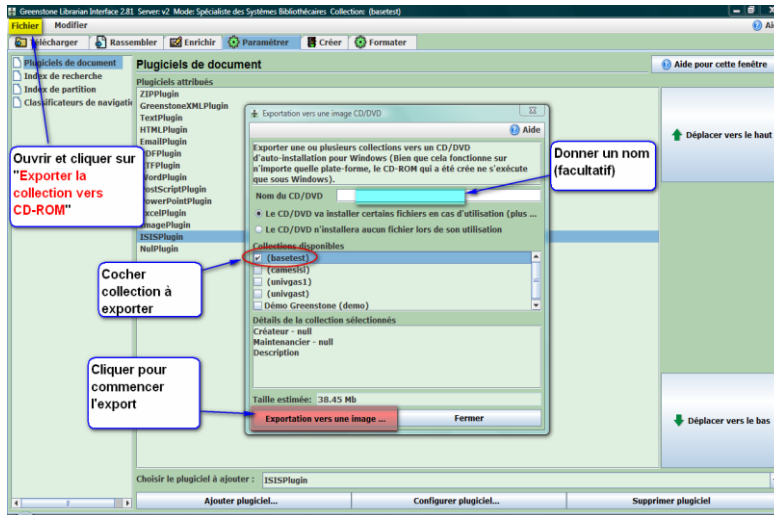 Greenstone Librarian Interface 2.81 Server: v2 Mode: Spécialiste des Systèmes Bibliothécaires Collection: (basetest)
Fichier Modifier
Télécharger Rassembler Enrichir Paramétrer Créer Formater
Plugiciels de document
Index de recherche
Index de partition
Classificateurs de navigati
Plugiciels de document
Aide pour cette fenêtre
Plugiciels attribués
ZIPPlugin
GreenstoneXMLPlugin
TextPlugin
HTMLPlugin
EmailPlugin
PDFPlugin
RTFPlugin
WordPlugin
PostScriptPlugin
PowerPointPlugin
ExcelPlugin
ImagePlugin
ISISPlugin
NulPlugin
Déplacer vers le haut
Déplacer vers le bas
Exportation vers une image CD/DVD
Aide
Exporter une ou plusieurs collections vers un CD/DVD
d'auto-installation pour Windows (Bien que cela fonctionne sur
n'importe quelle plate-forme, le CD-ROM qui a été crée ne s'exécute
que sous Windows).
Nom du CD/DVD
Le CD/DVD va installer certains fichiers en cas d'utilisation (plus ...
Le CD/DVD n'installera aucun fichier lors de son utilisation
Collections disponibles
(basetest)
(camesisi)
(univgas1)
(univgast)
Démo Greenstone (demo)
Détails de la collection sélectionnés
Créateur - null
Maintenancier - null
Description
Taille estimée: 38.45 Mb
Exportation vers une image ... Fermer
Ouvrir et cliquer sur
"Exporter la
collection vers
CD-ROM"
Donner un nom
(facultatif)
Cocher
collection à
exporter
Cliquer pour
commencer
l'export
Choisir le plugiciel à ajouter : ISISPlugin
Ajouter plugiciel... Configurer plugiciel... Supprimer plugiciel